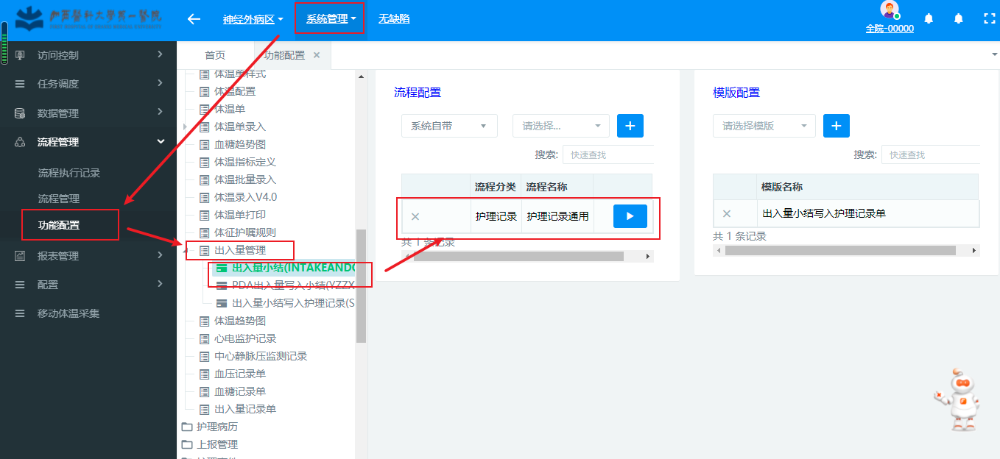 神经外病区
系统管理
无缺陷
全院-00000
访问控制
任务调度
数据管理
流程管理
流程执行记录
流程管理
功能配置
报表管理
配置
移动体温采集
首页
功能配置
体温单样式
体温配置
体温单
体温单录入
血糖趋势图
体温指标定义
体温批量录入
体温录入V4.0
体温单打印
体征护嘱规则
出入量管理
出入量小结(INTAKEANDO
PDA出入量写入小结(YZZX
出入量小结写入护理记录(S
体温趋势图
心电监护记录
中心静脉压监测记录
血压记录单
血糖记录单
出入量记录单
护理病历
上报管理
流程配置
系统自带
请选择...
搜索: 快速查找
流程分类 流程名称
护理记录 护理记录通用
共 1 条记录
模版配置
请选择模版
搜索: 快速查找
模版名称
出入量小结写入护理记录单
共 1 条记录